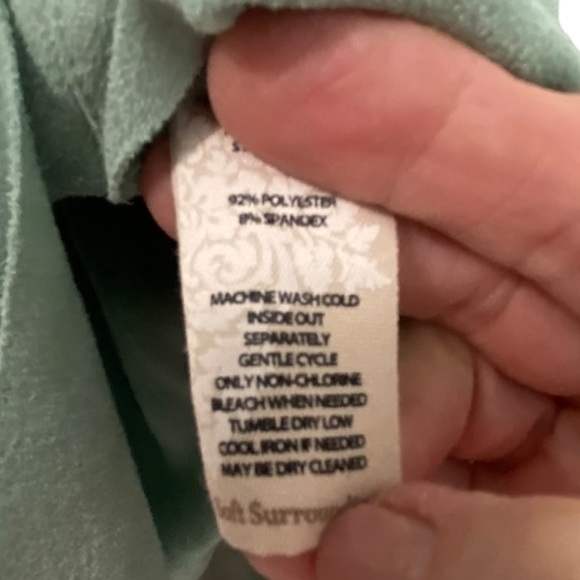 92% POLYESTER
8% SPANDEX
MACHINE WASH COLD
INSIDE OUT
SEPARATELY
GENTLE CYCLE
ONLY NON-CHLORINE
BLEACH WHEN NEEDED
TUMBLE DRY LOW
COOL IRON IF NEEDED
MAY BE DRY CLEANED
Soft